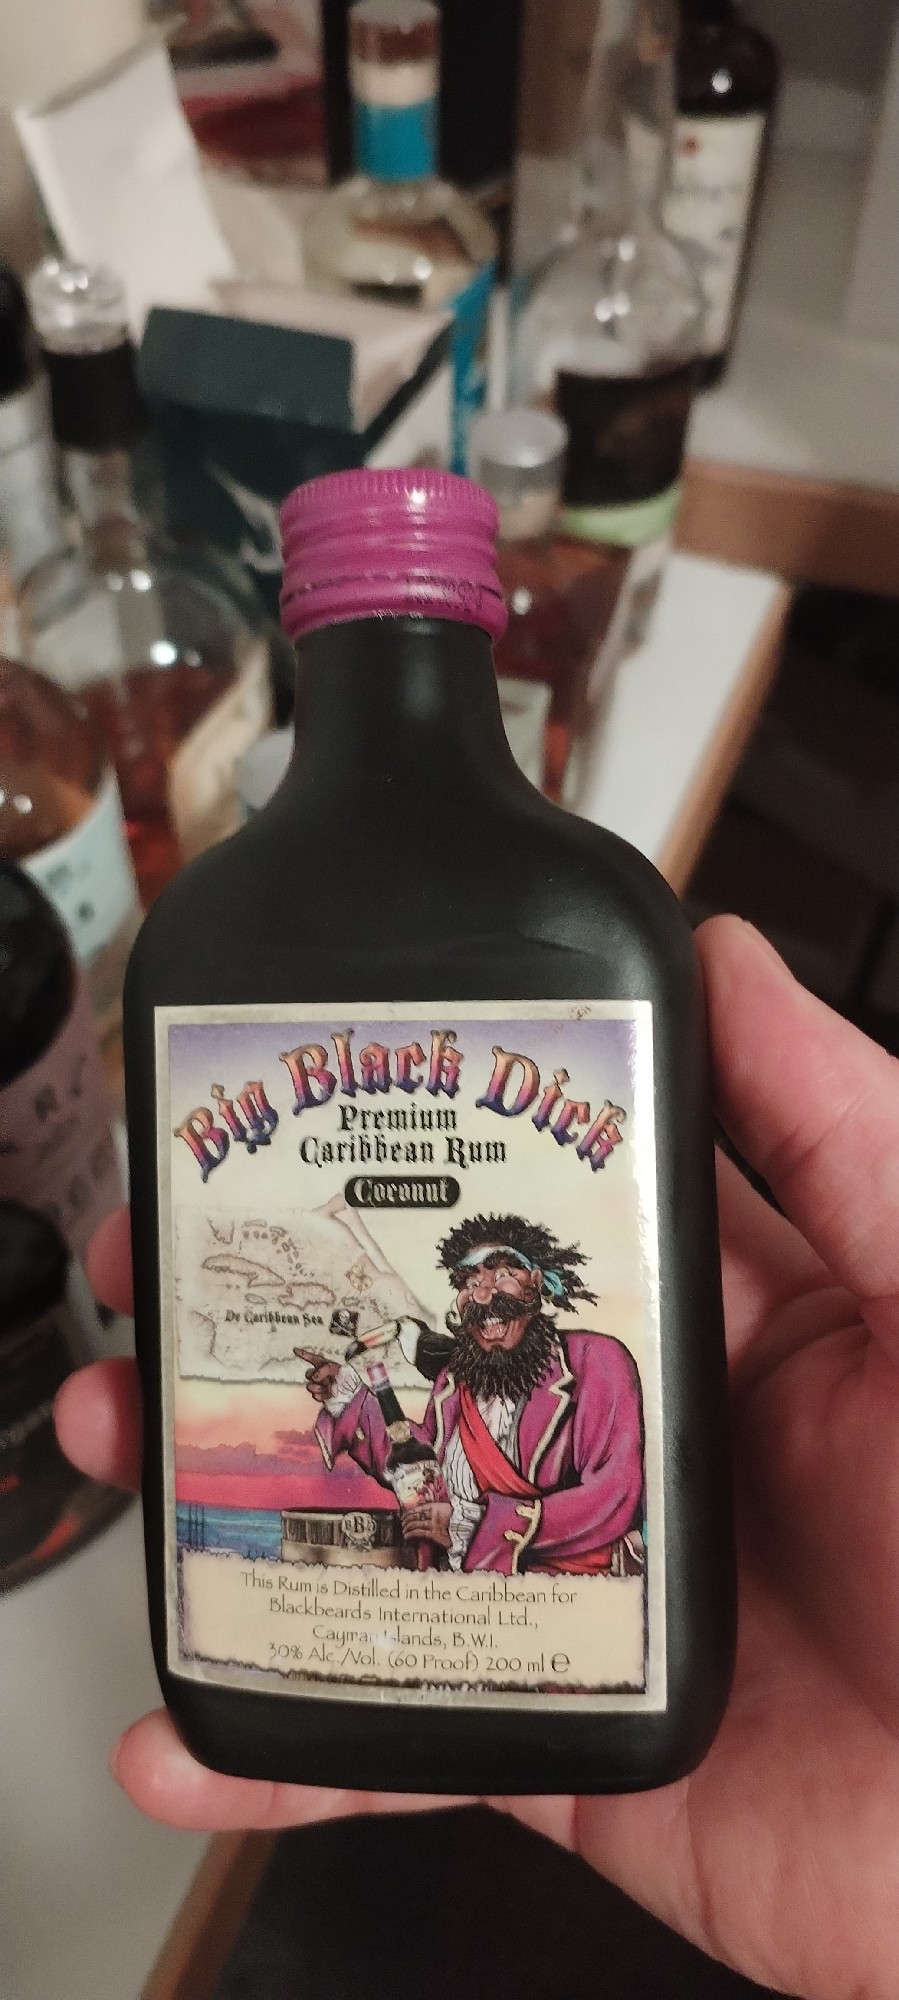 Big Black Dick
Premium
Caribbean Rum
Coconut
De Caribbean Sea
BBD
This Rum is Distilled in the Caribbean for
Blackbeards International Ltd.,
Cayman Islands, B.W.I.
30% Alc./Vol. (60 Proof) 200 ml ℮